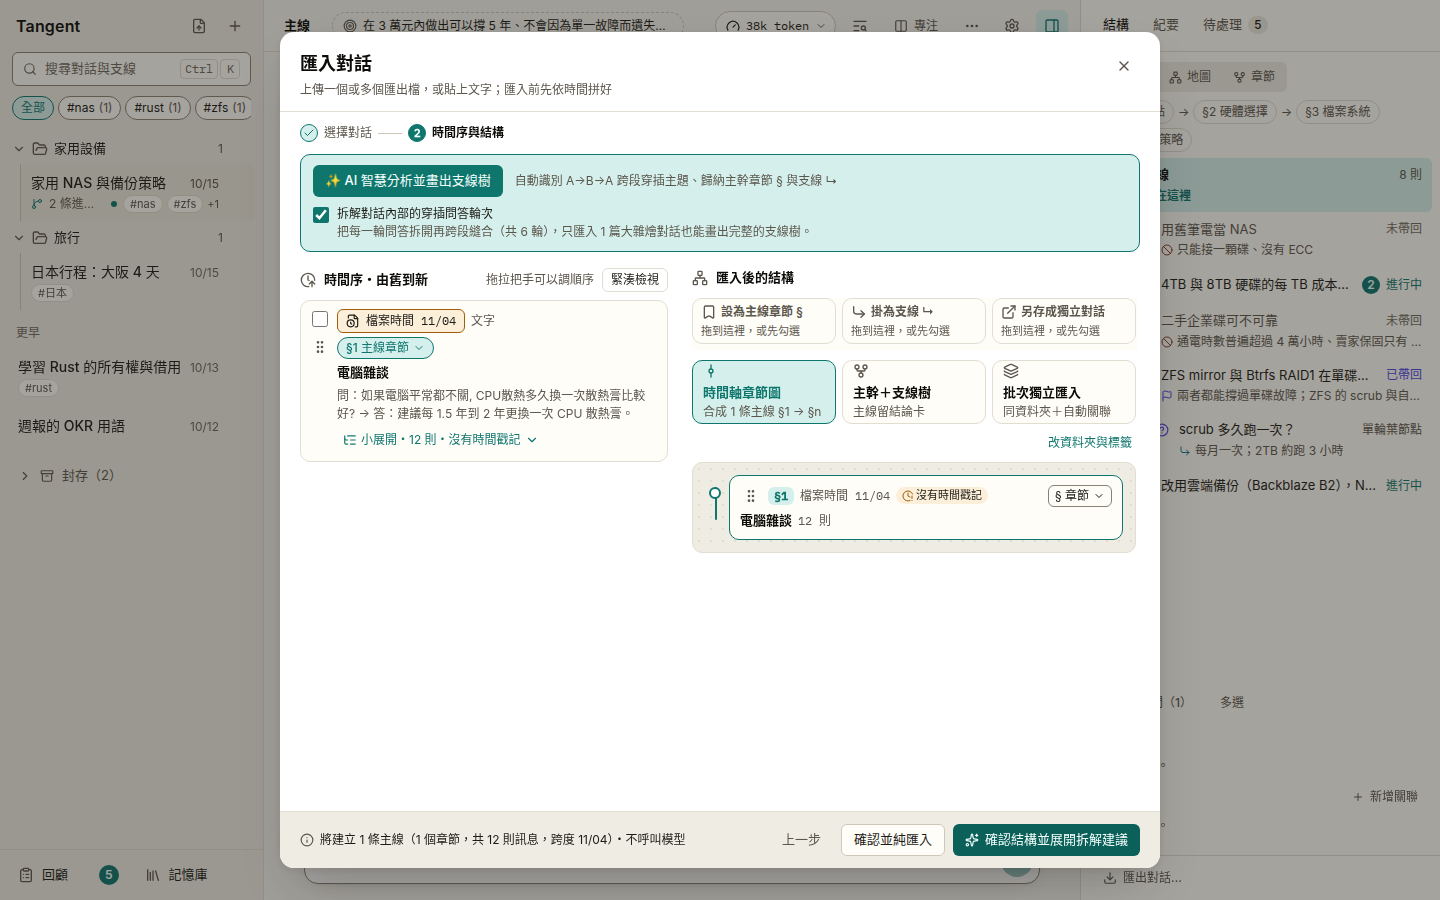 Tangent
搜尋對話與支線
Ctrl K
全部
#nas (1)
#rust (1)
#zfs (1)
家用設備
1
家用 NAS 與備份策略
10/15
2 條進...
#nas
#zfs
+1
旅行
1
日本行程：大阪 4 天
10/15
#日本
更早
學習 Rust 的所有權與借用
10/13
#rust
週報的 OKR 用語
10/12
封存（2）
回顧
5
記憶庫
主線
在 3 萬元內做出可以撐 5 年、不會因為單一故障而遺失...
38k token
專注
匯入對話
上傳一個或多個匯出檔，或貼上文字；匯入前先依時間拼好
選擇對話
2
時間序與結構
✨ AI 智慧分析並畫出支線樹
自動識別 A→B→A 跨段穿插主題、歸納主幹章節 § 與支線 ↳
拆解對話內部的穿插問答輪次
把每一輪問答拆開再跨段縫合（共 6 輪），只匯入 1 篇大雜燴對話也能畫出完整的支線樹。
時間序・由舊到新
拖拉把手可以調順序
緊湊檢視
檔案時間 11/04
文字
§1 主線章節
電腦雜談
問：如果電腦平常都不關, CPU散熱多久換一次散熱膏比較
好? → 答：建議每 1.5 年到 2 年更換一次 CPU 散熱膏。
小展開・12 則・沒有時間戳記
匯入後的結構
設為主線章節 §
拖到這裡，或先勾選
掛為支線 ↳
拖到這裡，或先勾選
另存成獨立對話
拖到這裡，或先勾選
時間軸章節圖
合成 1 條主線 §1 → §n
主幹＋支線樹
主線留結論卡
批次獨立匯入
同資料夾＋自動關聯
改資料夾與標籤
§1
檔案時間 11/04
沒有時間戳記
§ 章節
電腦雜談 12 則
將建立 1 條主線（1 個章節，共 12 則訊息，跨度 11/04）・不呼叫模型
上一步
確認並純匯入
確認結構並展開拆解建議
結構
紀要
待處理
5
地圖
章節
→
§2 硬體選擇
→
§3 檔案系統
策略
8 則
在這裡
用舊筆電當 NAS
未帶回
只能接一顆碟、沒有 ECC
4TB 與 8TB 硬碟的每 TB 成本...
2
進行中
二手企業碟可不可靠
未帶回
通電時數普遍超過 4 萬小時、賣家保固只有 ...
ZFS mirror 與 Btrfs RAID1 在單碟...
已帶回
兩者都能撐過單碟故障；ZFS 的 scrub 與自...
scrub 多久跑一次？
單輪葉節點
每月一次；2TB 約跑 3 小時
改用雲端備份（Backblaze B2），N...
進行中
（1）
多選
新增關聯
匯出對話...